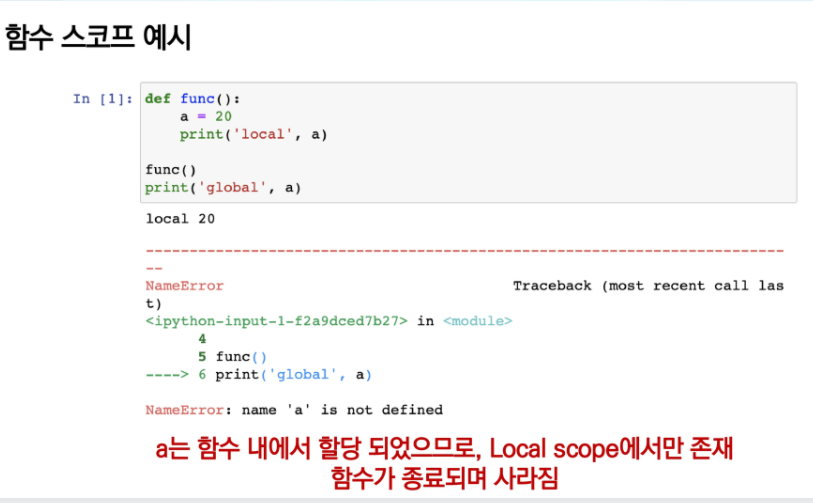 함수 스코프 예시
In [1]: def func():
    a = 20
    print('local', a)
func()
print('global', a)
local 20
---------------------------------------------------------------------------
NameError                                 Traceback (most recent call last)
<ipython-input-1-f2a9dced7b27> in <module>
      4
      5 func()
----> 6 print('global', a)
NameError: name 'a' is not defined
a는 함수 내에서 할당 되었으므로, Local scope에서만 존재
함수가 종료되며 사라짐